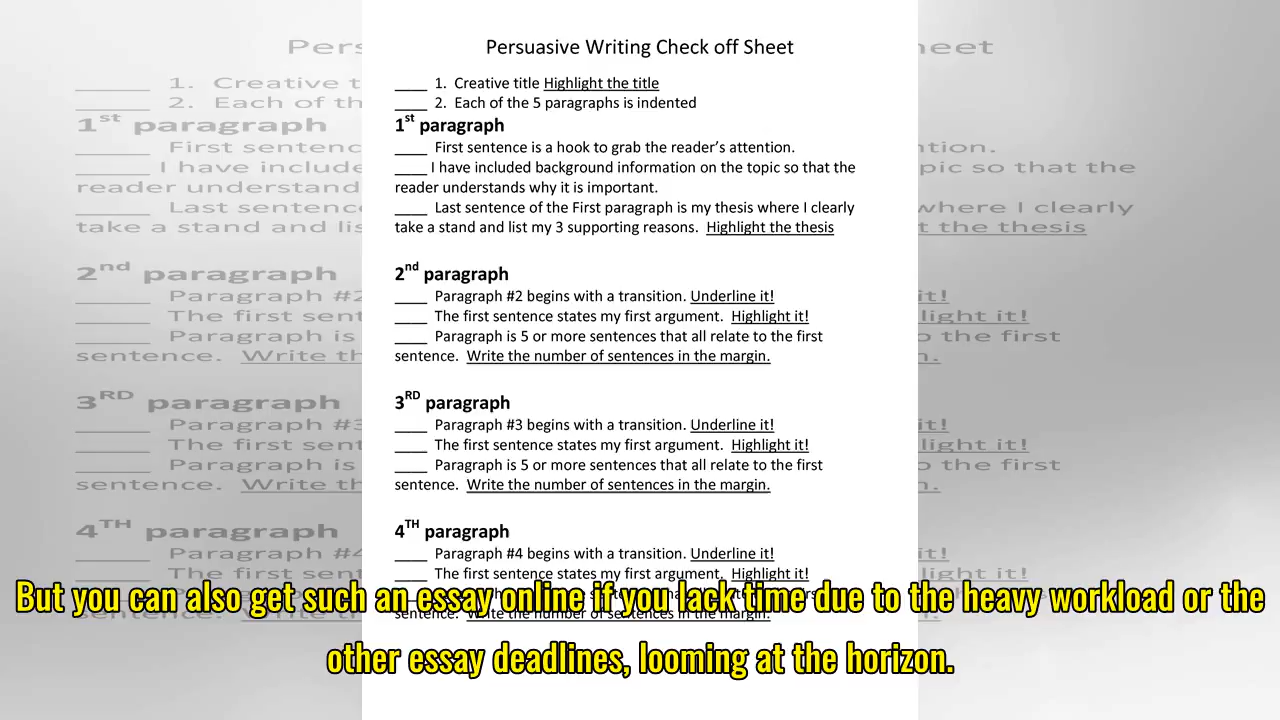 Persuasive Writing Check off Sheet
____ 1. Creative title Highlight the title
____ 2. Each of the 5 paragraphs is indented
1st paragraph
____ First sentence is a hook to grab the reader’s attention.
____ I have included background information on the topic so that the
reader understands why it is important.
____ Last sentence of the First paragraph is my thesis where I clearly
take a stand and list my 3 supporting reasons. Highlight the thesis
2nd paragraph
____ Paragraph #2 begins with a transition. Underline it!
____ The first sentence states my first argument. Highlight it!
____ Paragraph is 5 or more sentences that all relate to the first
sentence. Write the number of sentences in the margin.
3RD paragraph
____ Paragraph #3 begins with a transition. Underline it!
____ The first sentence states my first argument. Highlight it!
____ Paragraph is 5 or more sentences that all relate to the first
sentence. Write the number of sentences in the margin.
4TH paragraph
____ Paragraph #4 begins with a transition. Underline it!
____ The first sentence states my first argument. Highlight it!
sentence. Write the number of sentences in the margin.
But you can also get such an essay online if you lack time due to the heavy workload or the
other essay deadlines, looming at the horizon.